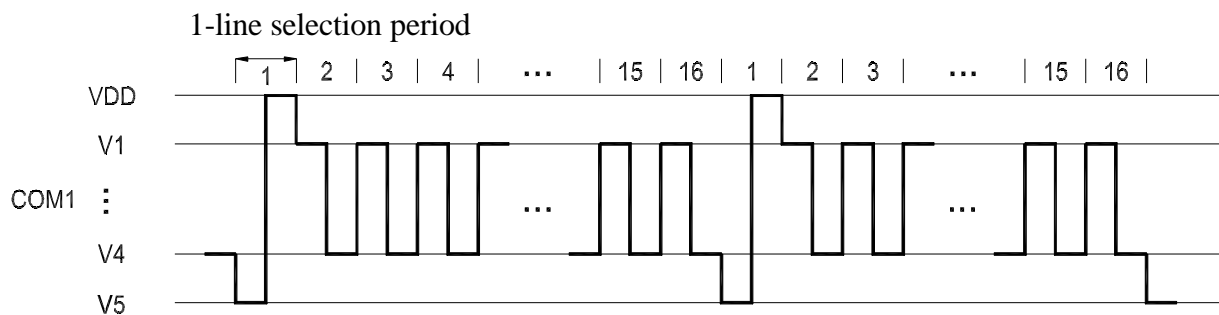 1-line selection period
1 2 3 4 ... 15 16 1 2 3 ... 15 16
VDD
V1
COM1 ⋮ ... ...
V4
V5